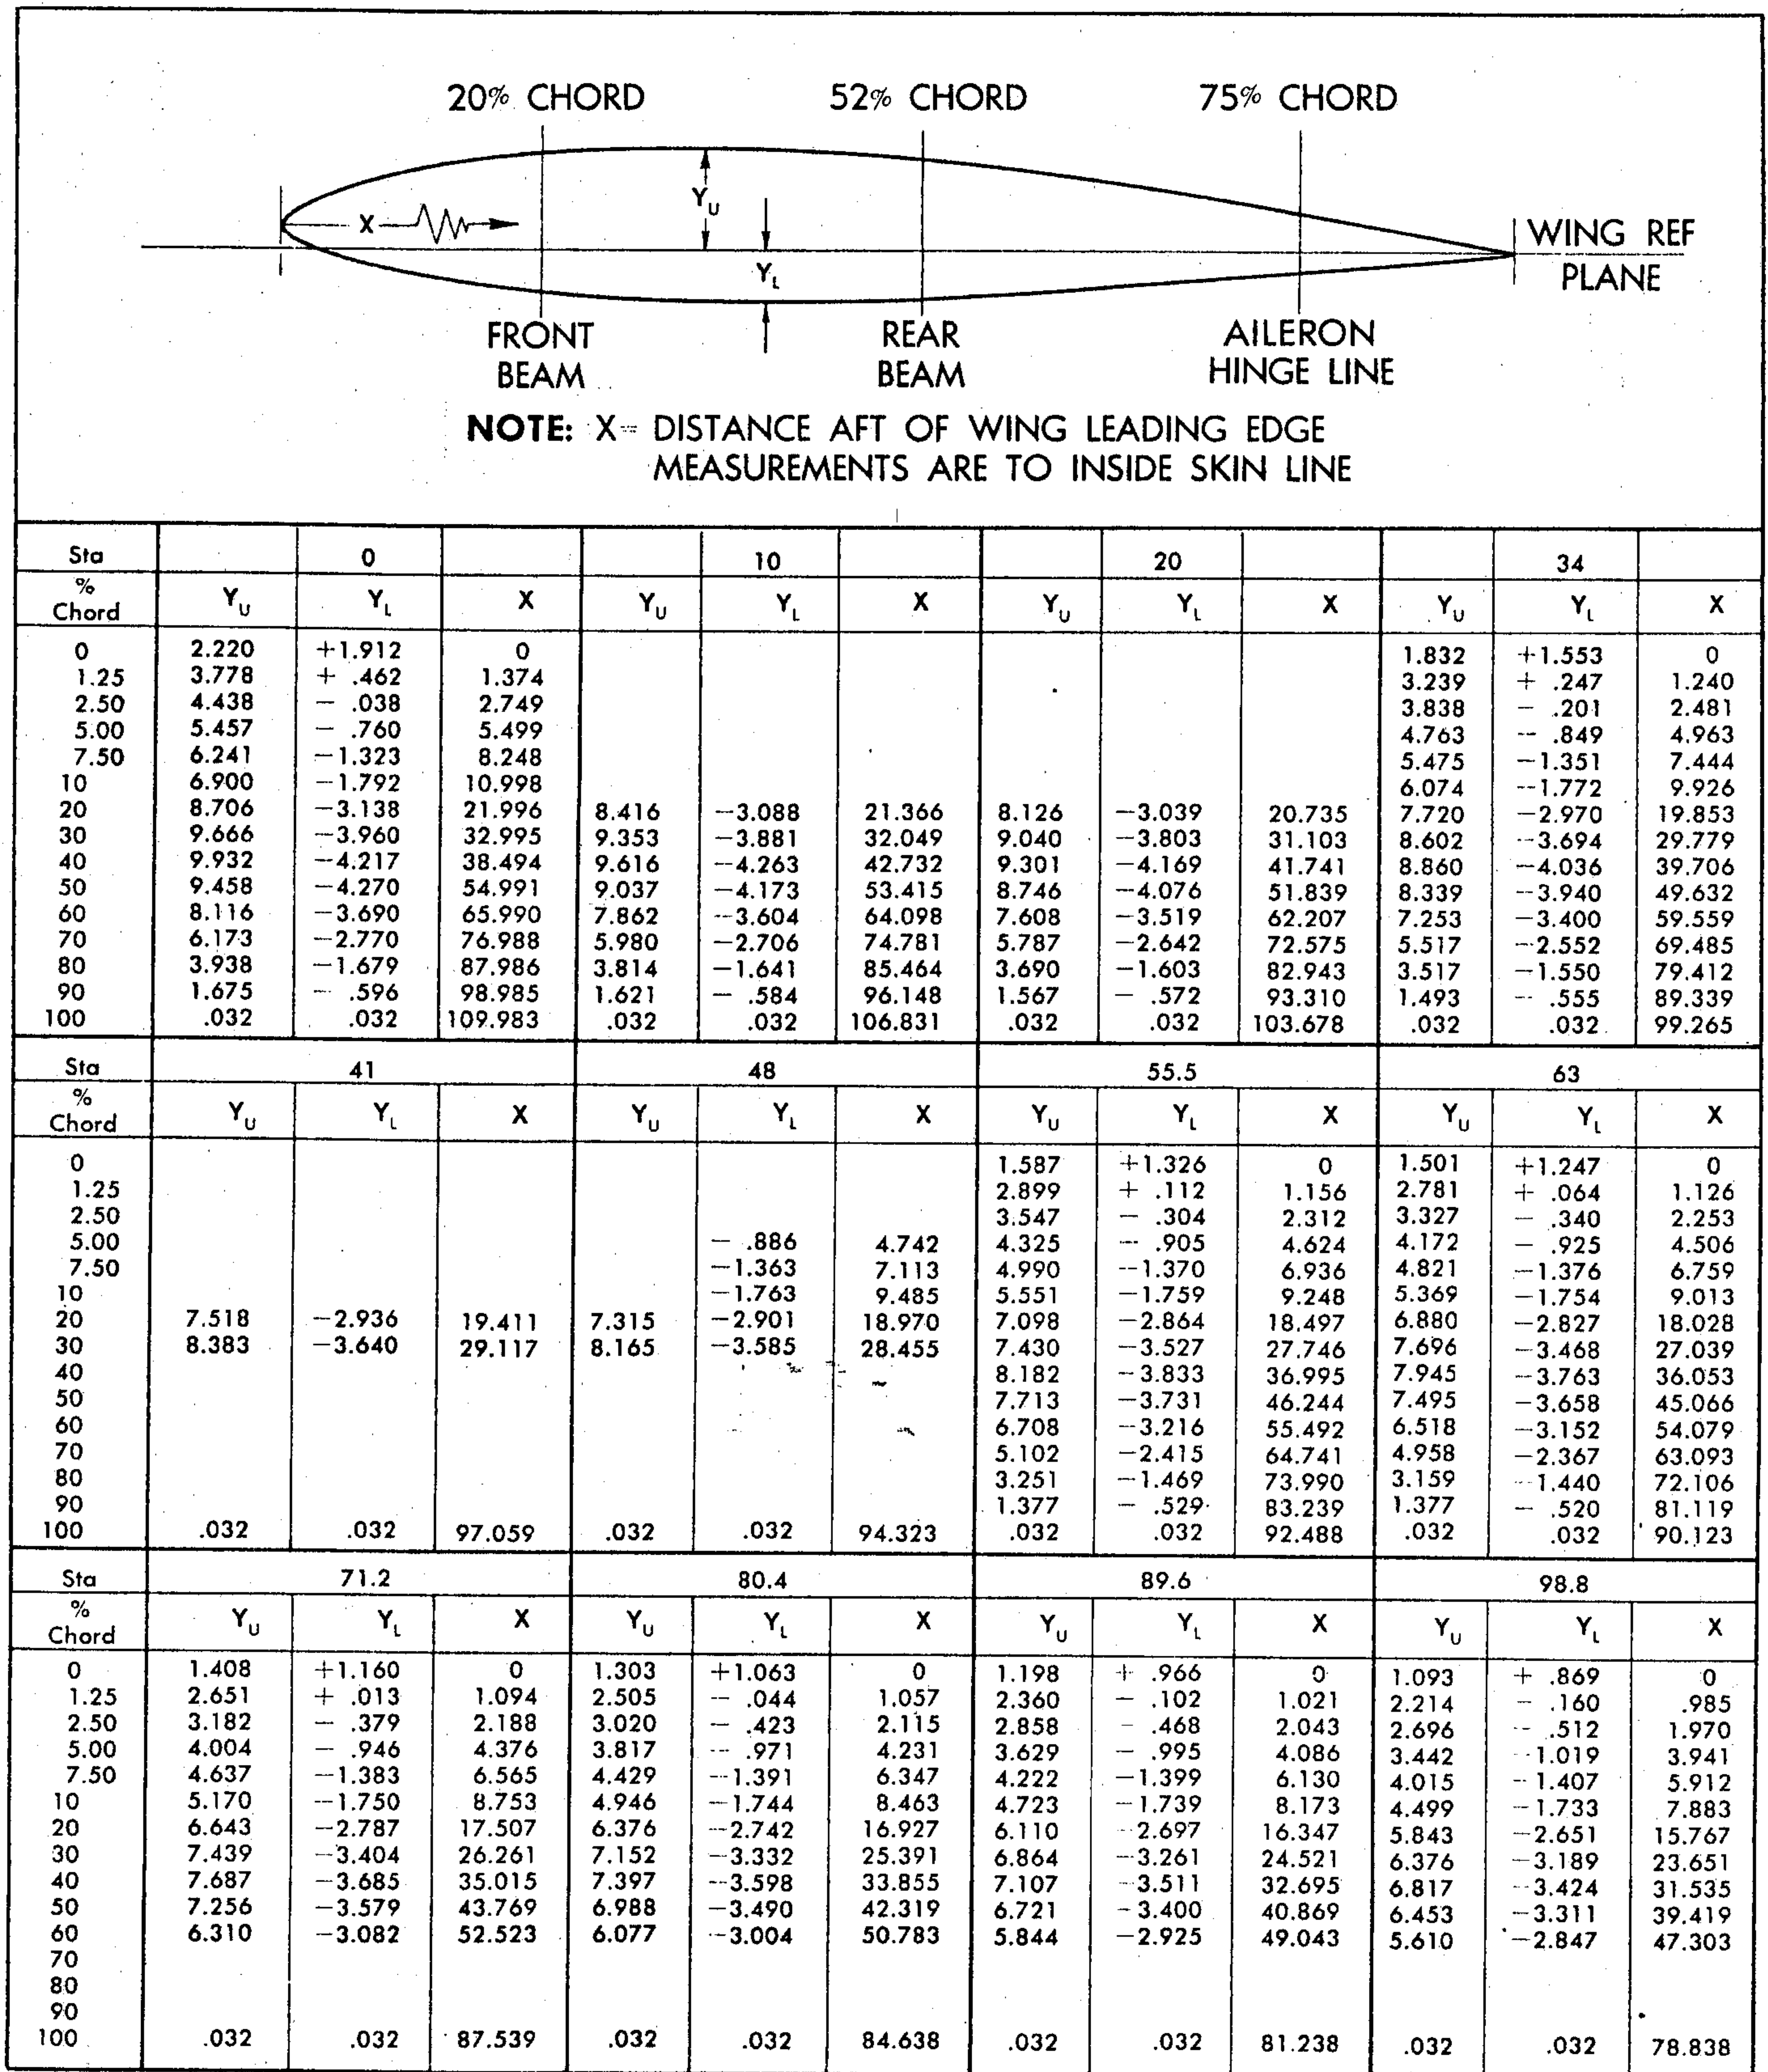 20% CHORD 52% CHORD 75% CHORD
X
Y_U
Y_L
WING REF
PLANE
FRONT REAR AILERON
BEAM BEAM HINGE LINE
NOTE: X= DISTANCE AFT OF WING LEADING EDGE
MEASUREMENTS ARE TO INSIDE SKIN LINE
Sta 0 10 20 34
% Chord Y_U Y_L X Y_U Y_L X Y_U Y_L X Y_U Y_L X
0 2.220 +1.912 0 1.832 +1.553 0
1.25 3.778 + .462 1.374 3.239 + .247 1.240
2.50 4.438 − .038 2.749 3.838 − .201 2.481
5.00 5.457 − .760 5.499 4.763 − .849 4.963
7.50 6.241 −1.323 8.248 5.475 −1.351 7.444
10 6.900 −1.792 10.998 6.074 −1.772 9.926
20 8.706 −3.138 21.996 8.416 −3.088 21.366 8.126 −3.039 20.735 7.720 −2.970 19.853
30 9.666 −3.960 32.995 9.353 −3.881 32.049 9.040 −3.803 31.103 8.602 −3.694 29.779
40 9.932 −4.217 38.494 9.616 −4.263 42.732 9.301 −4.169 41.741 8.860 −4.036 39.706
50 9.458 −4.270 54.991 9.037 −4.173 53.415 8.746 −4.076 51.839 8.339 −3.940 49.632
60 8.116 −3.690 65.990 7.862 −3.604 64.098 7.608 −3.519 62.207 7.253 −3.400 59.559
70 6.173 −2.770 76.988 5.980 −2.706 74.781 5.787 −2.642 72.575 5.517 −2.552 69.485
80 3.938 −1.679 87.986 3.814 −1.641 85.464 3.690 −1.603 82.943 3.517 −1.550 79.412
90 1.675 − .596 98.985 1.621 − .584 96.148 1.567 − .572 93.310 1.493 − .555 89.339
100 .032 .032 109.983 .032 .032 106.831 .032 .032 103.678 .032 .032 99.265
Sta 41 48 55.5 63
% Chord Y_U Y_L X Y_U Y_L X Y_U Y_L X Y_U Y_L X
0 1.587 +1.326 0 1.501 +1.247 0
1.25 2.899 + .112 1.156 2.781 + .064 1.126
2.50 3.547 − .304 2.312 3.327 − .340 2.253
5.00 − .886 4.742 4.325 − .905 4.624 4.172 − .925 4.506
7.50 −1.363 7.113 4.990 −1.370 6.936 4.821 −1.376 6.759
10 −1.763 9.485 5.551 −1.759 9.248 5.369 −1.754 9.013
20 7.518 −2.936 19.411 7.315 −2.901 18.970 7.098 −2.864 18.497 6.880 −2.827 18.028
30 8.383 −3.640 29.117 8.165 −3.585 28.455 7.430 −3.527 27.746 7.696 −3.468 27.039
40 8.182 −3.833 36.995 7.945 −3.763 36.053
50 7.713 −3.731 46.244 7.495 −3.658 45.066
60 6.708 −3.216 55.492 6.518 −3.152 54.079
70 5.102 −2.415 64.741 4.958 −2.367 63.093
80 3.251 −1.469 73.990 3.159 −1.440 72.106
90 1.377 − .529 83.239 1.377 − .520 81.119
100 .032 .032 97.059 .032 .032 94.323 .032 .032 92.488 .032 .032 90.123
Sta 71.2 80.4 89.6 98.8
% Chord Y_U Y_L X Y_U Y_L X Y_U Y_L X Y_U Y_L X
0 1.408 +1.160 0 1.303 +1.063 0 1.198 + .966 0 1.093 + .869 0
1.25 2.651 + .013 1.094 2.505 − .044 1.057 2.360 − .102 1.021 2.214 − .160 .985
2.50 3.182 − .379 2.188 3.020 − .423 2.115 2.858 − .468 2.043 2.696 − .512 1.970
5.00 4.004 − .946 4.376 3.817 − .971 4.231 3.629 − .995 4.086 3.442 −1.019 3.941
7.50 4.637 −1.383 6.565 4.429 −1.391 6.347 4.222 −1.399 6.130 4.015 −1.407 5.912
10 5.170 −1.750 8.753 4.946 −1.744 8.463 4.723 −1.739 8.173 4.499 −1.733 7.883
20 6.643 −2.787 17.507 6.376 −2.742 16.927 6.110 −2.697 16.347 5.843 −2.651 15.767
30 7.439 −3.404 26.261 7.152 −3.332 25.391 6.864 −3.261 24.521 6.376 −3.189 23.651
40 7.687 −3.685 35.015 7.397 −3.598 33.855 7.107 −3.511 32.695 6.817 −3.424 31.535
50 7.256 −3.579 43.769 6.988 −3.490 42.319 6.721 −3.400 40.869 6.453 −3.311 39.419
60 6.310 −3.082 52.523 6.077 −3.004 50.783 5.844 −2.925 49.043 5.610 −2.847 47.303
70
80
90
100 .032 .032 87.539 .032 .032 84.638 .032 .032 81.238 .032 .032 78.838